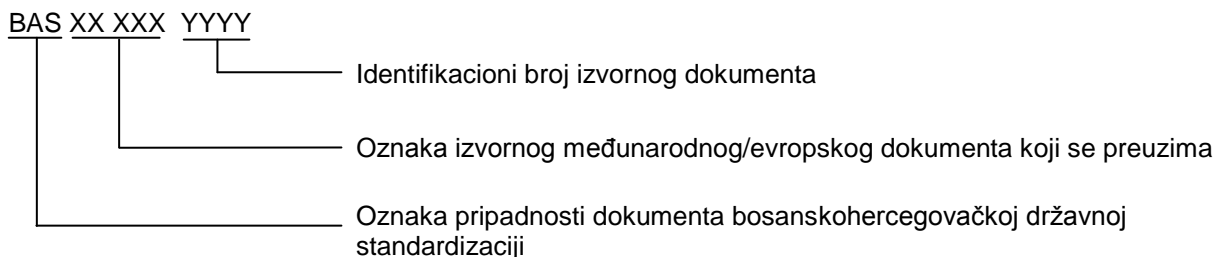 BAS XX XXX YYYY
Identifikacioni broj izvornog dokumenta
Oznaka izvornog međunarodnog/evropskog dokumenta koji se preuzima
Oznaka pripadnosti dokumenta bosanskohercegovačkoj državnoj
standardizaciji